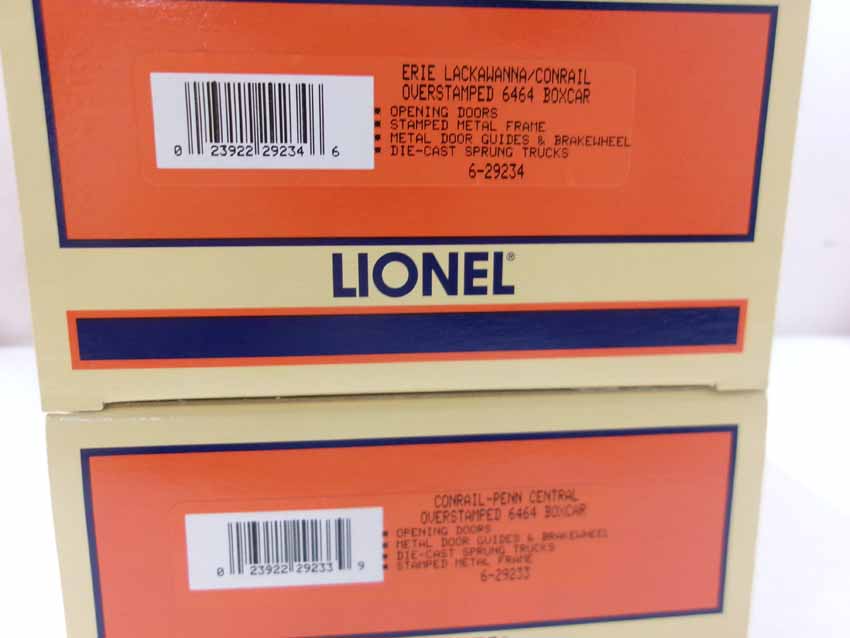 ERIE LACKAWANNA/CONRAIL
OVERSTAMPED 6464 BOXCAR
▪ OPENING DOORS
▪ STAMPED METAL FRAME
▪ METAL DOOR GUIDES & BRAKEWHEEL
▪ DIE-CAST SPRUNG TRUCKS
6-29234
0 23922 29234 6
LIONEL®
CONRAIL-PENN CENTRAL
OVERSTAMPED 6464 BOXCAR
▪ OPENING DOORS
▪ METAL DOOR GUIDES & BRAKEWHEEL
▪ DIE-CAST SPRUNG TRUCKS
▪ STAMPED METAL FRAME
6-29233
0 23922 29233 9